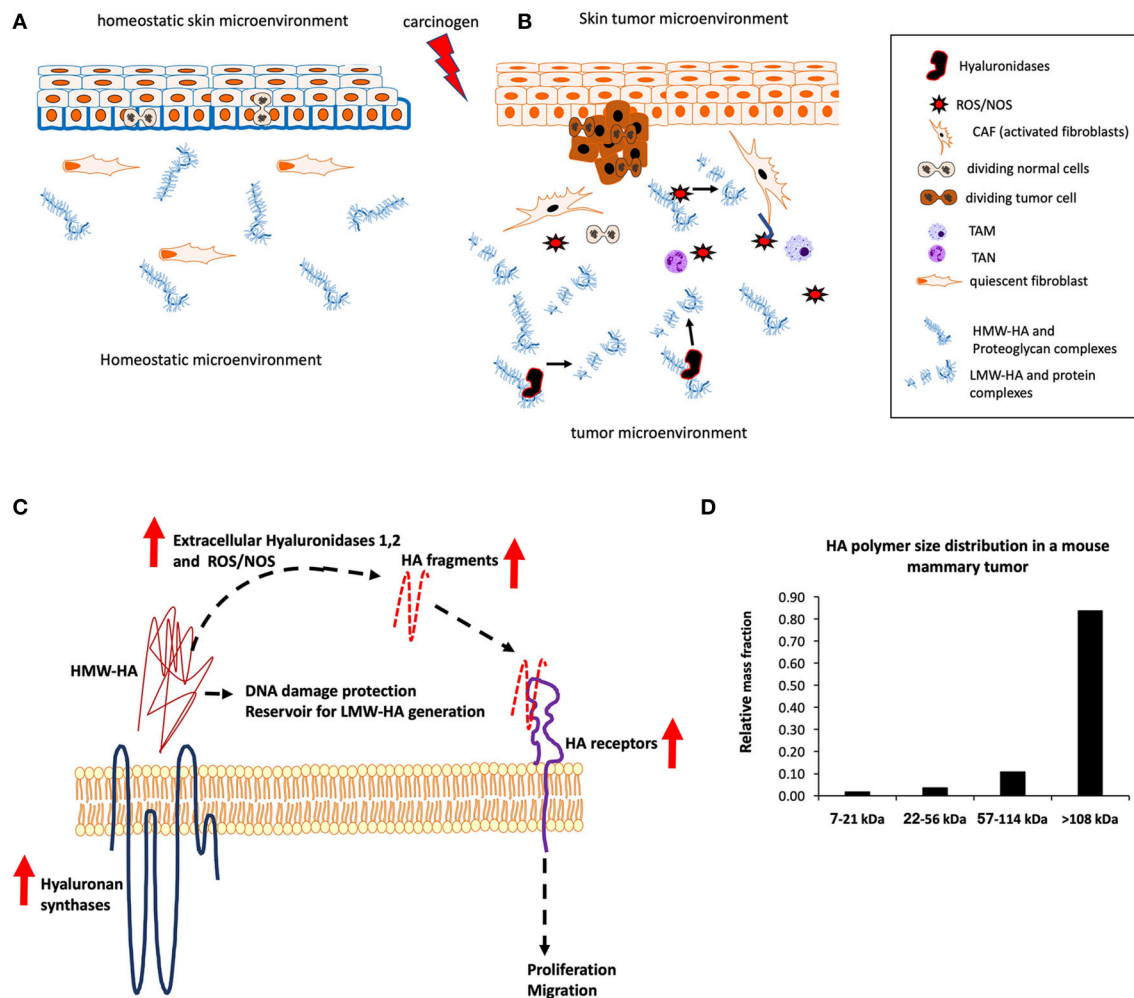 A
homeostatic skin microenvironment
carcinogen
B
Skin tumor microenvironment
Homeostatic microenvironment
tumor microenvironment
Hyaluronidases
ROS/NOS
CAF (activated fibroblasts)
dividing normal cells
dividing tumor cell
TAM
TAN
quiescent fibroblast
HMW-HA and
Proteoglycan complexes
LMW-HA and protein
complexes
C
Extracellular Hyaluronidases 1,2
and ROS/NOS
HA fragments
HMW-HA
DNA damage protection
Reservoir for LMW-HA generation
HA receptors
Hyaluronan
synthases
Proliferation
Migration
D
HA polymer size distribution in a mouse
mammary tumor
Relative mass fraction
0.90
0.80
0.70
0.60
0.50
0.40
0.30
0.20
0.10
0.00
7-21 kDa 22-56 kDa 57-114 kDa >108 kDa